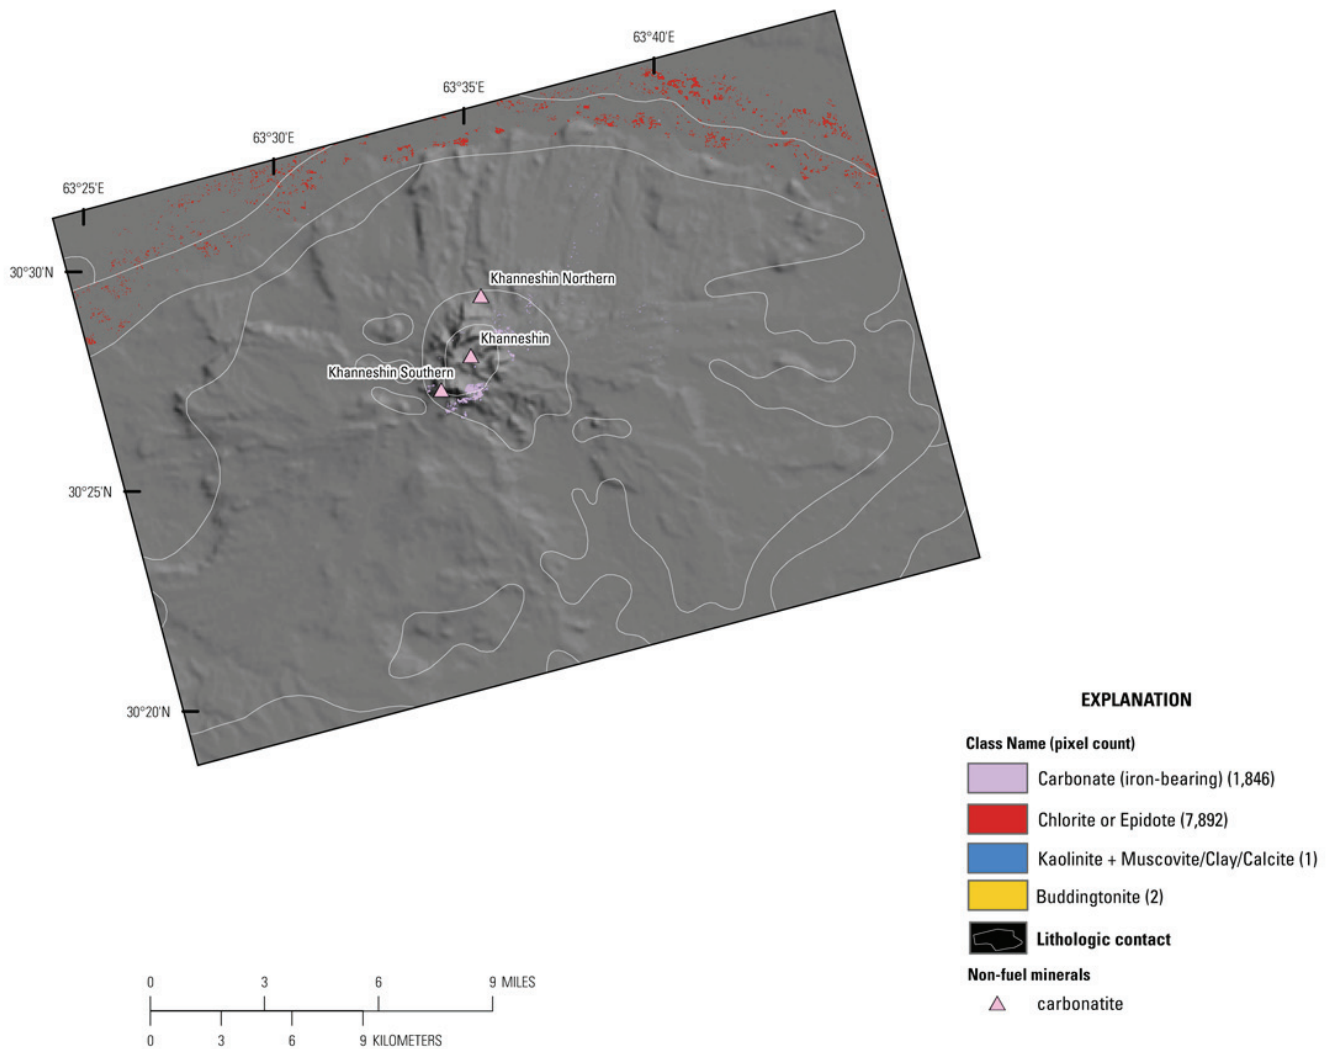 63°40'E
63°35'E
63°30'E
63°25'E
30°30'N
Khanneshin Northern
Khanneshin
Khanneshin Southern
30°25'N
30°20'N
EXPLANATION
Class Name (pixel count)
Carbonate (iron-bearing) (1,846)
Chlorite or Epidote (7,892)
Kaolinite + Muscovite/Clay/Calcite (1)
Buddingtonite (2)
Lithologic contact
Non-fuel minerals
carbonatite
0 3 6 9 MILES
0 3 6 9 KILOMETERS